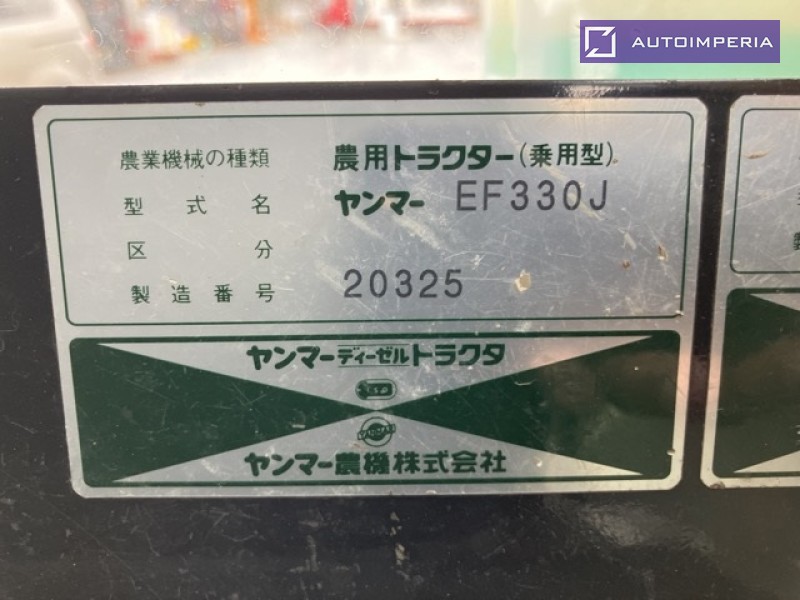 AUTOIMPERIA
農業機械の種類 農用トラクター(乗用型)
型式名 ヤンマー EF330J
区分
製造番号 20325
ヤンマーディーゼルトラクタ
YANMAR
ヤンマー農機株式会社